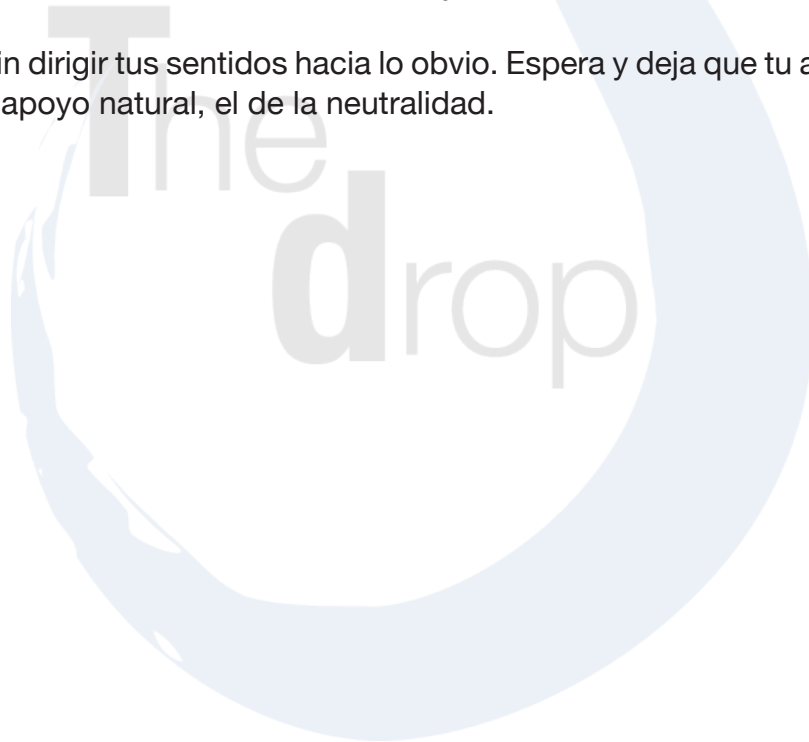 in dirigir tus sentidos hacia lo obvio. Espera y deja que tu a
apoyo natural, el de la neutralidad.
The
drop